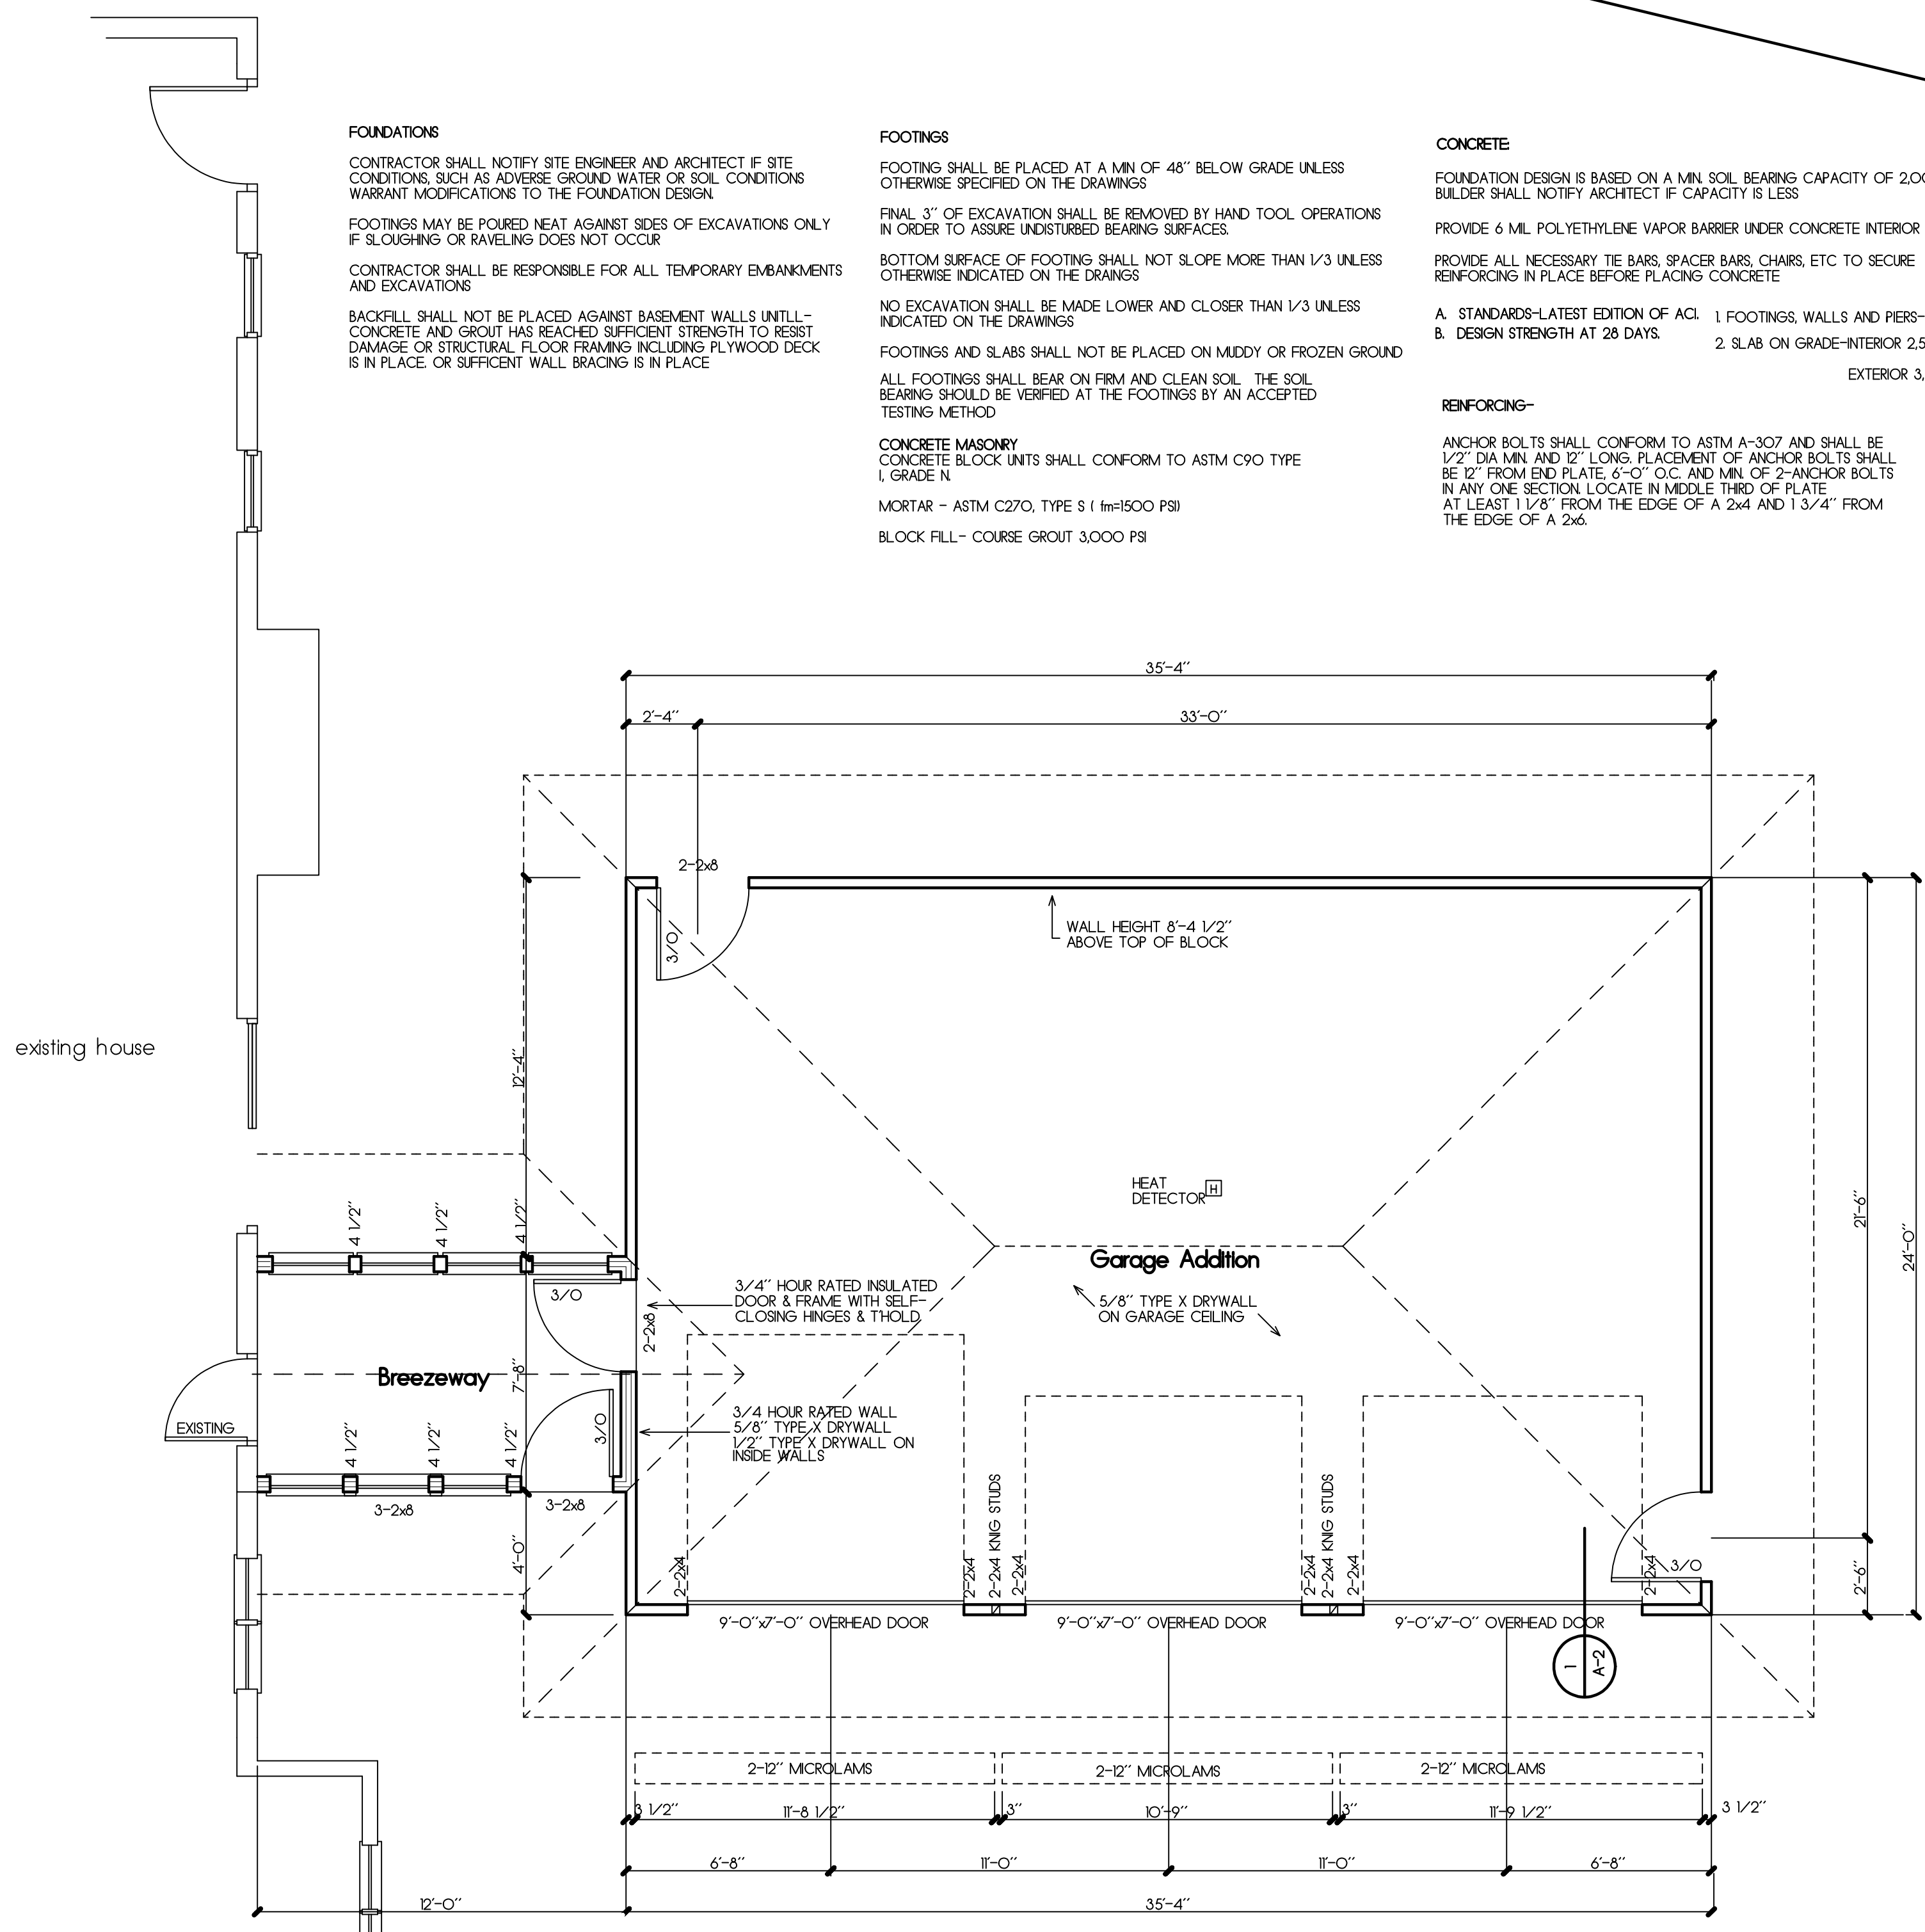 FOUNDATIONS
CONTRACTOR SHALL NOTIFY SITE ENGINEER AND ARCHITECT IF SITE
CONDITIONS, SUCH AS ADVERSE GROUND WATER OR SOIL CONDITIONS
WARRANT MODIFICATIONS TO THE FOUNDATION DESIGN.
FOOTINGS MAY BE POURED NEAT AGAINST SIDES OF EXCAVATIONS ONLY
IF SLOUGHING OR RAVELING DOES NOT OCCUR
CONTRACTOR SHALL BE RESPONSIBLE FOR ALL TEMPORARY EMBANKMENTS
AND EXCAVATIONS
BACKFILL SHALL NOT BE PLACED AGAINST BASEMENT WALLS UNITLL-
CONCRETE AND GROUT HAS REACHED SUFFICIENT STRENGTH TO RESIST
DAMAGE OR STRUCTURAL FLOOR FRAMING INCLUDING PLYWOOD DECK
IS IN PLACE. OR SUFFICENT WALL BRACING IS IN PLACE
FOOTINGS
FOOTING SHALL BE PLACED AT A MIN OF 48" BELOW GRADE UNLESS
OTHERWISE SPECIFIED ON THE DRAWINGS
FINAL 3" OF EXCAVATION SHALL BE REMOVED BY HAND TOOL OPERATIONS
IN ORDER TO ASSURE UNDISTURBED BEARING SURFACES.
BOTTOM SURFACE OF FOOTING SHALL NOT SLOPE MORE THAN 1/3 UNLESS
OTHERWISE INDICATED ON THE DRAINGS
NO EXCAVATION SHALL BE MADE LOWER AND CLOSER THAN 1/3 UNLESS
INDICATED ON THE DRAWINGS
FOOTINGS AND SLABS SHALL NOT BE PLACED ON MUDDY OR FROZEN GROUND
ALL FOOTINGS SHALL BEAR ON FIRM AND CLEAN SOIL THE SOIL
BEARING SHOULD BE VERIFIED AT THE FOOTINGS BY AN ACCEPTED
TESTING METHOD
CONCRETE MASONRY
CONCRETE BLOCK UNITS SHALL CONFORM TO ASTM C90 TYPE
I, GRADE N.
MORTAR - ASTM C270, TYPE S ( fm=1500 PSI)
BLOCK FILL- COURSE GROUT 3,000 PSI
CONCRETE:
FOUNDATION DESIGN IS BASED ON A MIN. SOIL BEARING CAPACITY OF 2,00
BUILDER SHALL NOTIFY ARCHITECT IF CAPACITY IS LESS
PROVIDE 6 MIL POLYETHYLENE VAPOR BARRIER UNDER CONCRETE INTERIOR
PROVIDE ALL NECESSARY TIE BARS, SPACER BARS, CHAIRS, ETC TO SECURE
REINFORCING IN PLACE BEFORE PLACING CONCRETE
A. STANDARDS-LATEST EDITION OF ACI. 1. FOOTINGS, WALLS AND PIERS-
B. DESIGN STRENGTH AT 28 DAYS.
2. SLAB ON GRADE-INTERIOR 2,5
EXTERIOR 3,
REINFORCING-
ANCHOR BOLTS SHALL CONFORM TO ASTM A-307 AND SHALL BE
1/2" DIA MIN. AND 12" LONG. PLACEMENT OF ANCHOR BOLTS SHALL
BE 12" FROM END PLATE, 6'-0" O.C. AND MIN. OF 2-ANCHOR BOLTS
IN ANY ONE SECTION. LOCATE IN MIDDLE THIRD OF PLATE
AT LEAST 1 1/8" FROM THE EDGE OF A 2x4 AND 1 3/4" FROM
THE EDGE OF A 2x6.
35'-4"
2'-4"
33'-0"
2-2x8
3/0
WALL HEIGHT 8'-4 1/2"
ABOVE TOP OF BLOCK
existing house
12'-4"
HEAT
DETECTOR
H
21'-6"
24'-0"
4 1/2"
4 1/2"
4 1/2"
Garage Addition
3/0
3/4" HOUR RATED INSULATED
DOOR & FRAME WITH SELF-
CLOSING HINGES & T'HOLD
2-2x8
5/8" TYPE X DRYWALL
ON GARAGE CEILING
Breezeway
7'-8"
EXISTING
3/0
3/4 HOUR RATED WALL
5/8" TYPE X DRYWALL
1/2" TYPE X DRYWALL ON
INSIDE WALLS
4 1/2"
4 1/2"
4 1/2"
3-2x8
3-2x8
4'-0"
2-2x4
2-2x4
2-2x4 KNIG STUDS
2-2x4
2-2x4
2-2x4 KNIG STUDS
2-2x4
2-2x4
3/0
2'-6"
9'-0"x7'-0" OVERHEAD DOOR
9'-0"x7'-0" OVERHEAD DOOR
9'-0"x7'-0" OVERHEAD DOOR
1
A-2
2-12" MICROLAMS
2-12" MICROLAMS
2-12" MICROLAMS
3 1/2"
11'-8 1/2"
3"
10'-9"
3"
11'-9 1/2"
3 1/2"
6'-8"
11'-0"
11'-0"
6'-8"
12'-0"
35'-4"